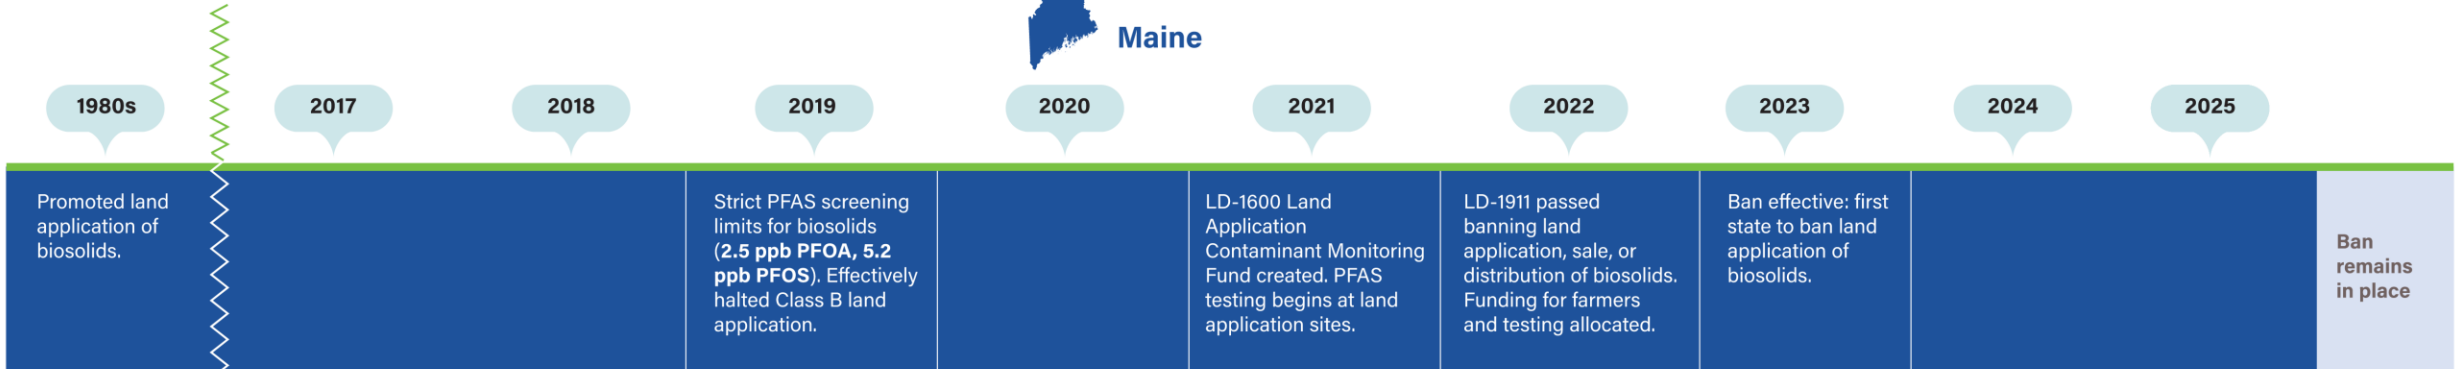 Maine
1980s
2017
2018
2019
2020
2021
2022
2023
2024
2025
Promoted land
application of
biosolids.
Strict PFAS screening
limits for biosolids
(2.5 ppb PFOA, 5.2
ppb PFOS). Effectively
halted Class B land
application.
LD-1600 Land
Application
Contaminant Monitoring
Fund created. PFAS
testing begins at land
application sites.
LD-1911 passed
banning land
application, sale, or
distribution of biosolids.
Funding for farmers
and testing allocated.
Ban effective: first
state to ban land
application of
biosolids.
Ban
remains
in place